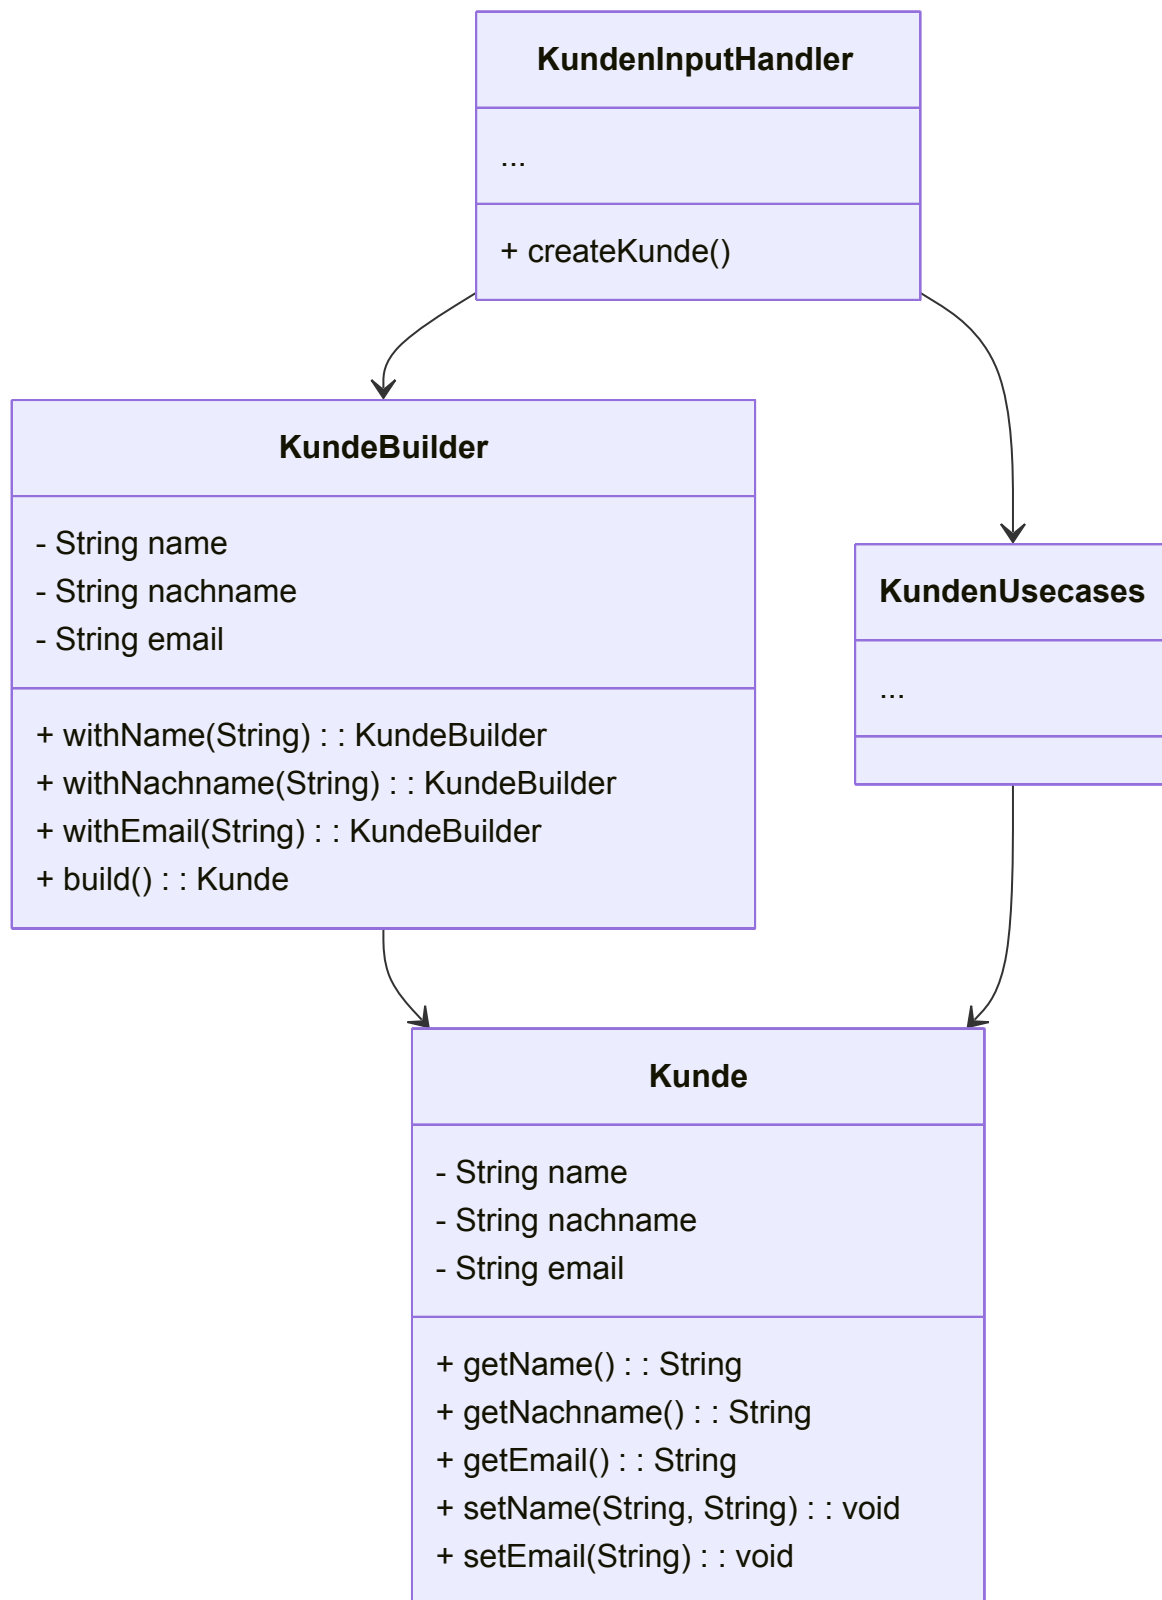 KundenInputHandler
...
+ createKunde()
KundeBuilder
- String name
- String nachname
- String email
+ withName(String) : : KundeBuilder
+ withNachname(String) : : KundeBuilder
+ withEmail(String) : : KundeBuilder
+ build() : : Kunde
KundenUsecases
...
Kunde
- String name
- String nachname
- String email
+ getName() : : String
+ getNachname() : : String
+ getEmail() : : String
+ setName(String, String) : : void
+ setEmail(String) : : void